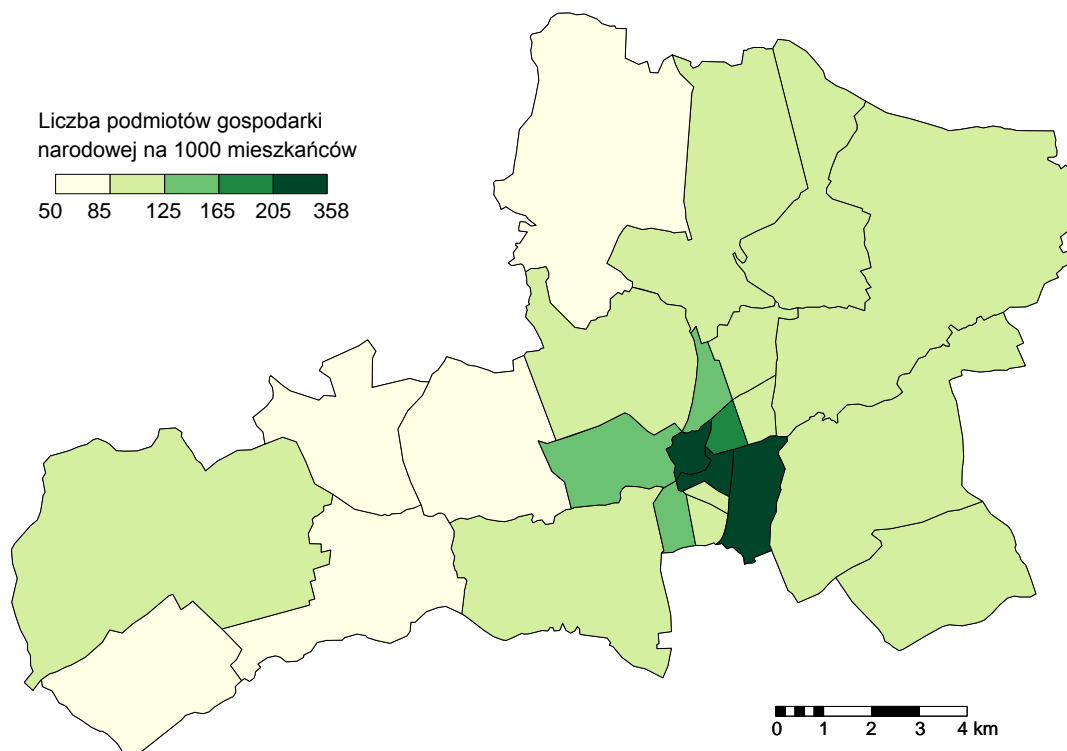 Liczba podmiotów gospodarki
narodowej na 1000 mieszkańców
50 85 125 165 205 358
0 1 2 3 4 km